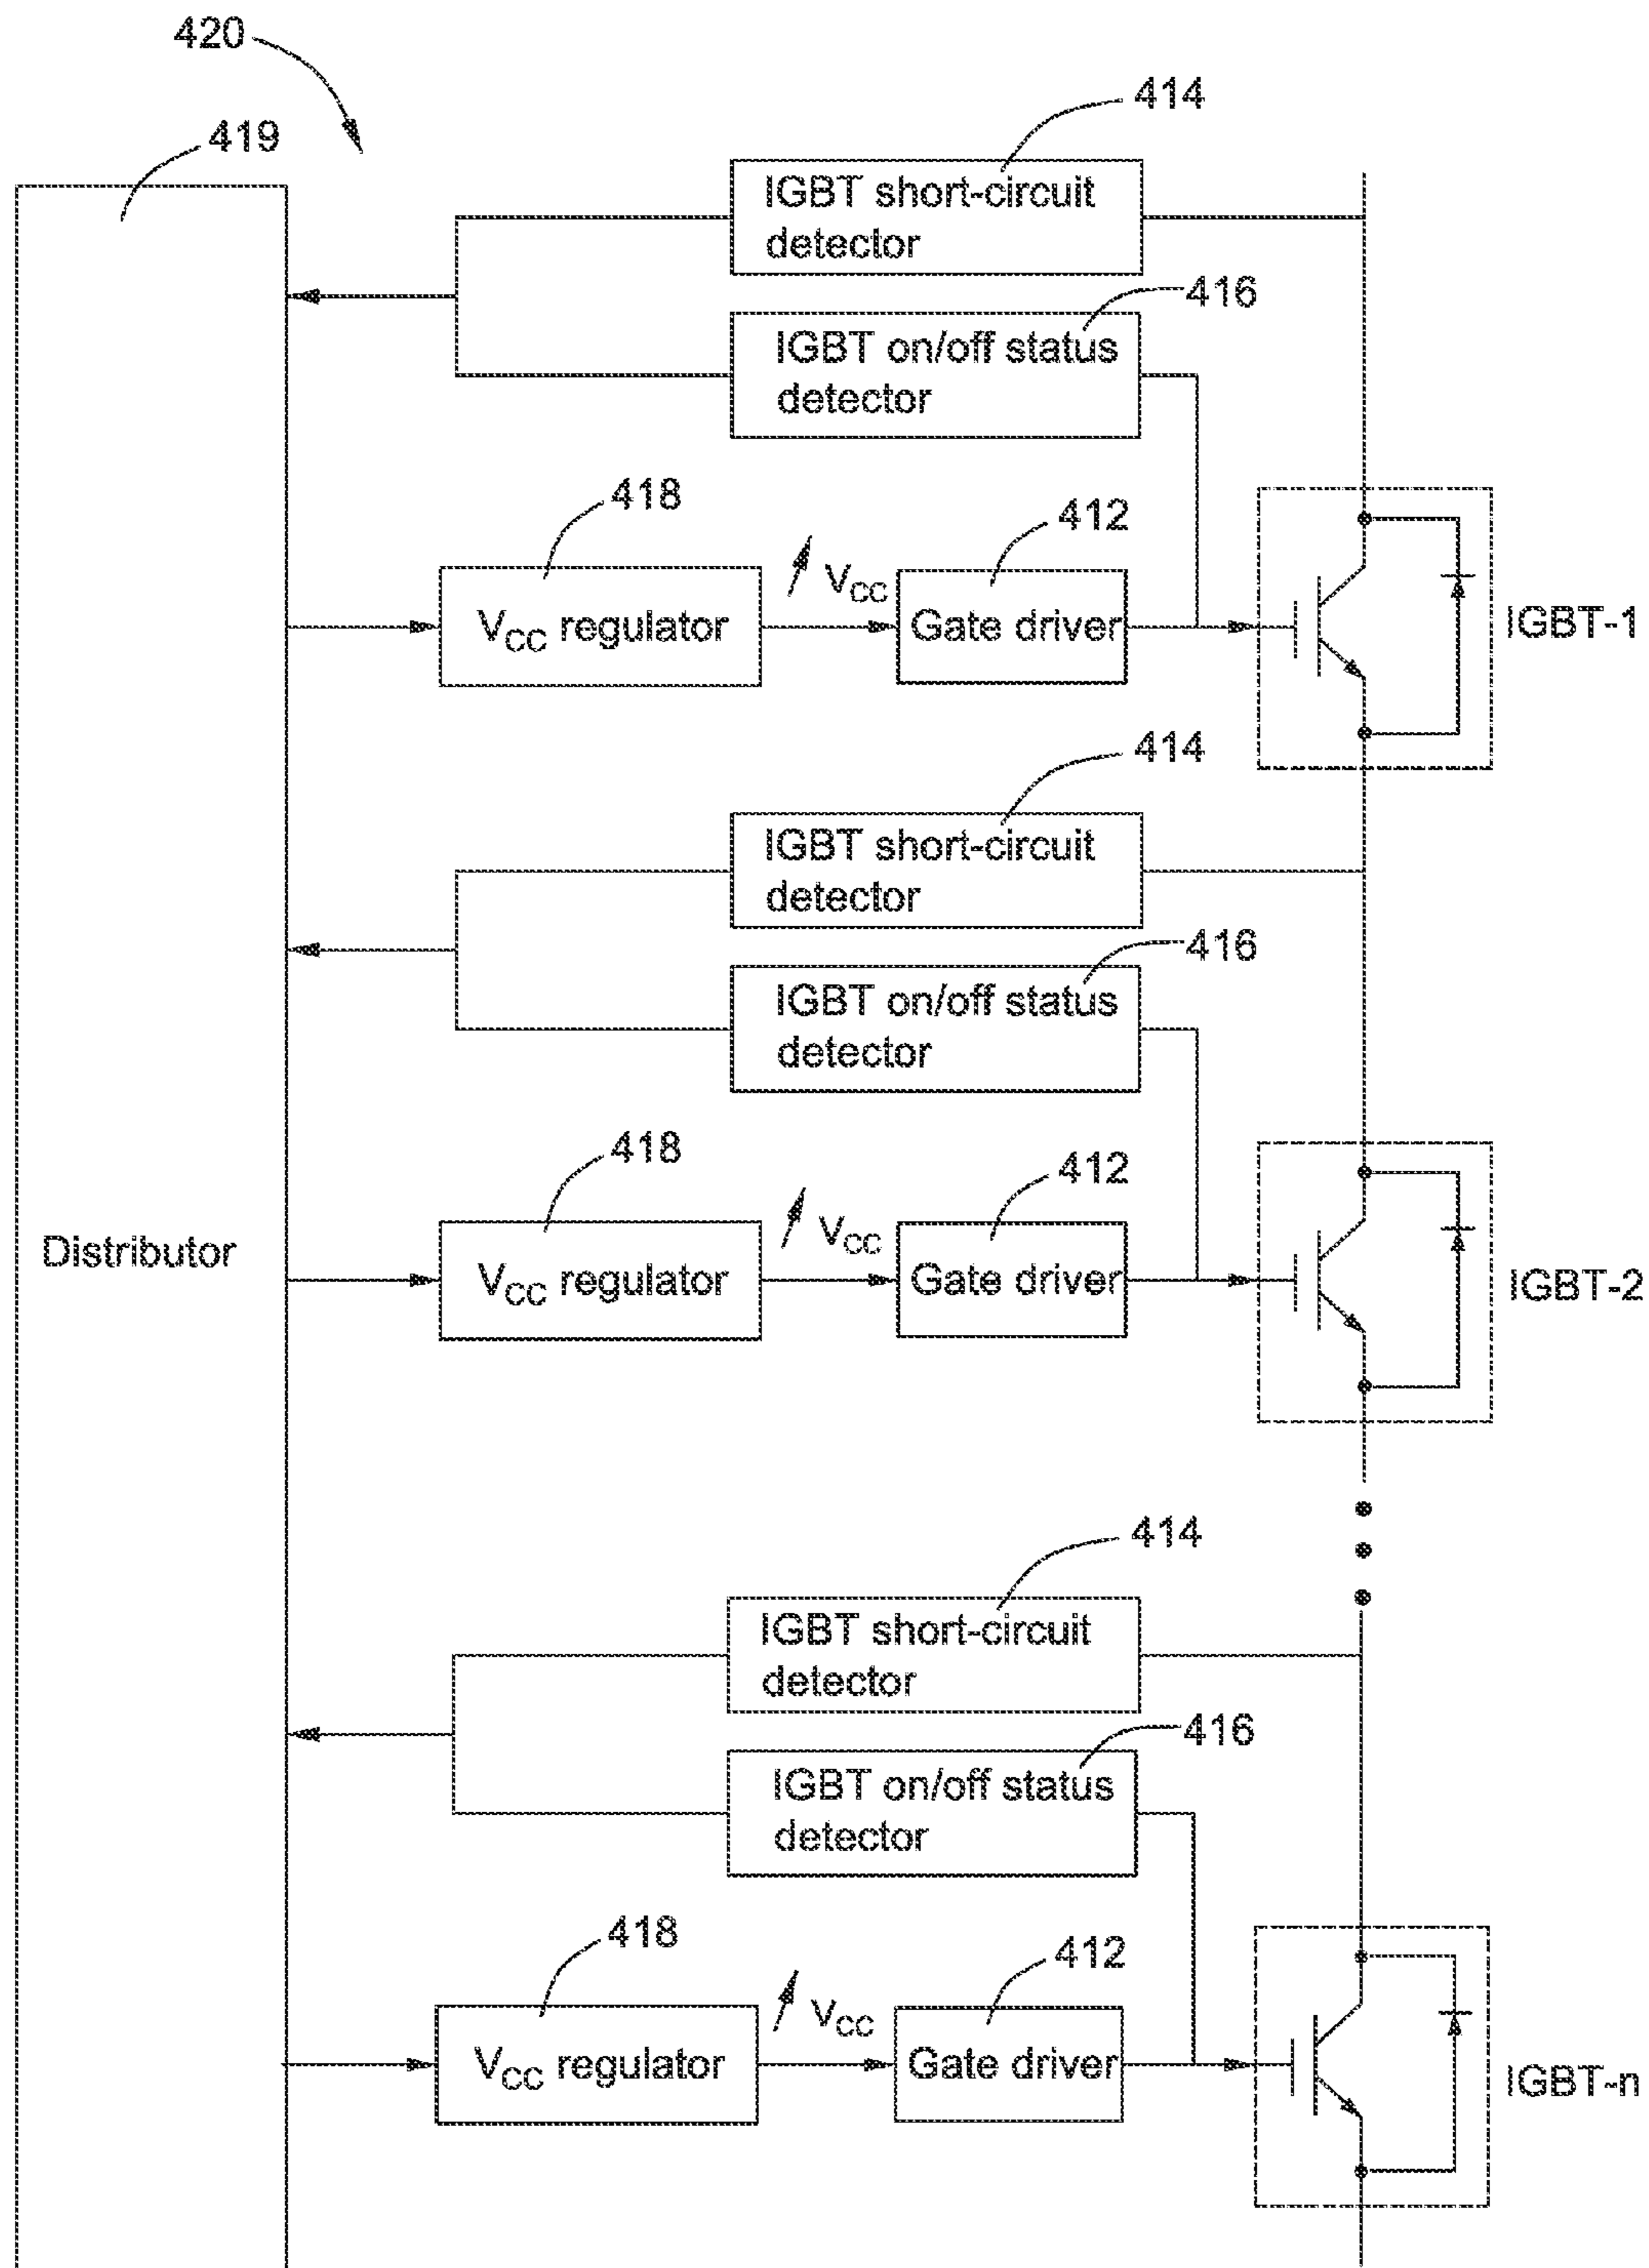 420
414
419
IGBT short-circuit
detector
416
IGBT on/off status
detector
418
412
VCC
VCC regulator
Gate driver
IGBT-1
414
IGBT short-circuit
detector
416
IGBT on/off status
detector
418
412
VCC
Distributor
VCC regulator
Gate driver
IGBT-2
414
IGBT short-circuit
detector
416
IGBT on/off status
detector
418
412
VCC
VCC regulator
Gate driver
IGBT-n